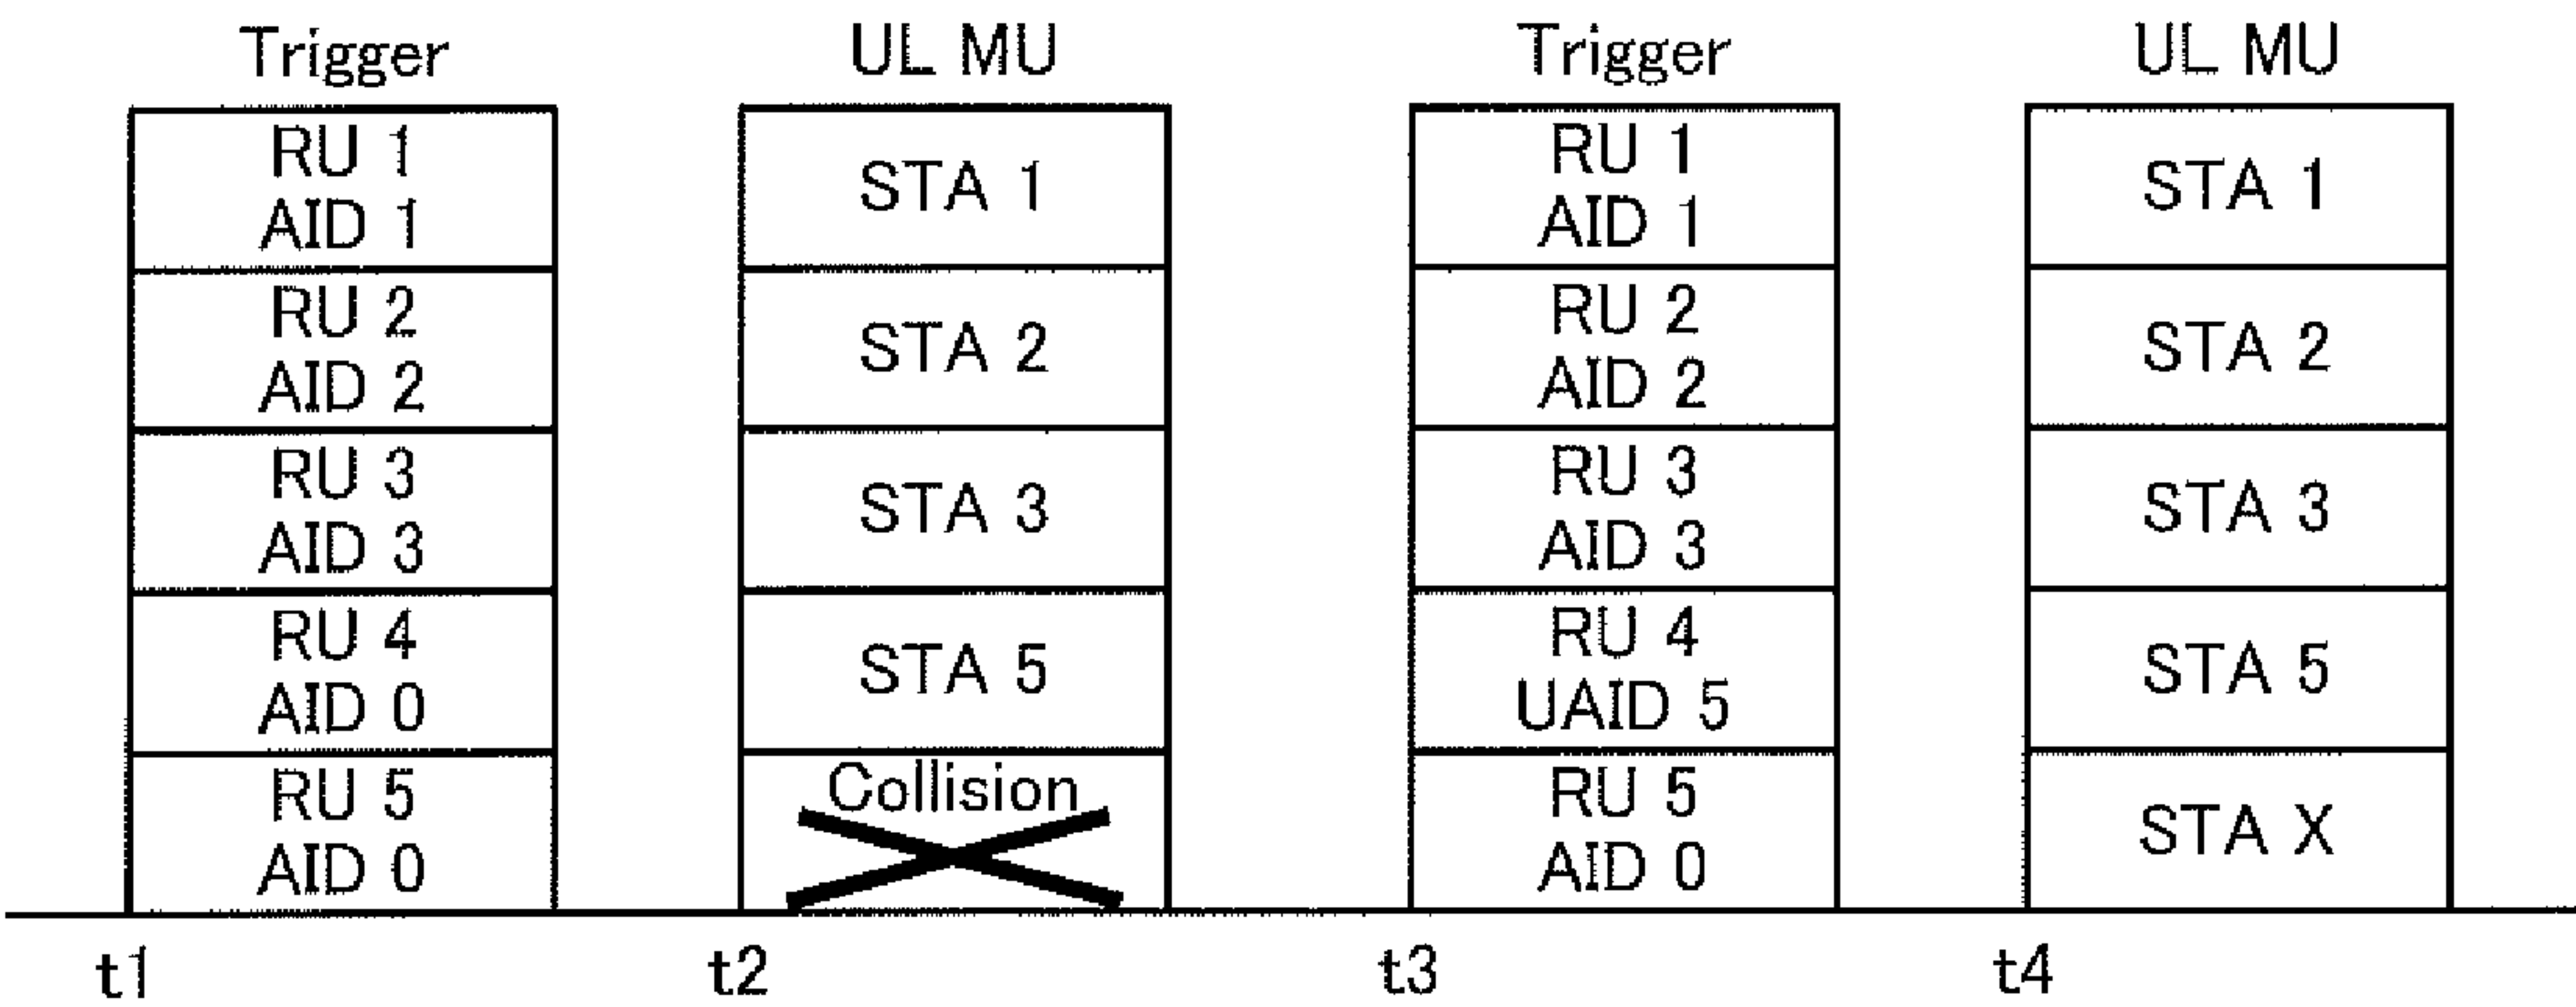 Trigger
RU 1
AID 1
RU 2
AID 2
RU 3
AID 3
RU 4
AID 0
RU 5
AID 0
t1
UL MU
STA 1
STA 2
STA 3
STA 5
Collision
t2
Trigger
RU 1
AID 1
RU 2
AID 2
RU 3
AID 3
RU 4
UAID 5
RU 5
AID 0
t3
UL MU
STA 1
STA 2
STA 3
STA 5
STA X
t4